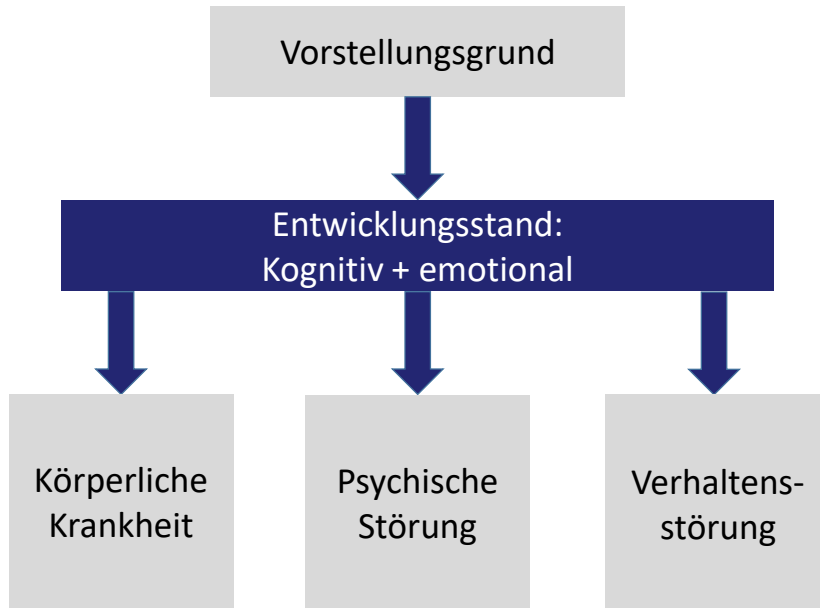 Vorstellungsgrund
Entwicklungsstand:
Kognitiv + emotional
Körperliche
Krankheit
Psychische
Störung
Verhaltens-
störung